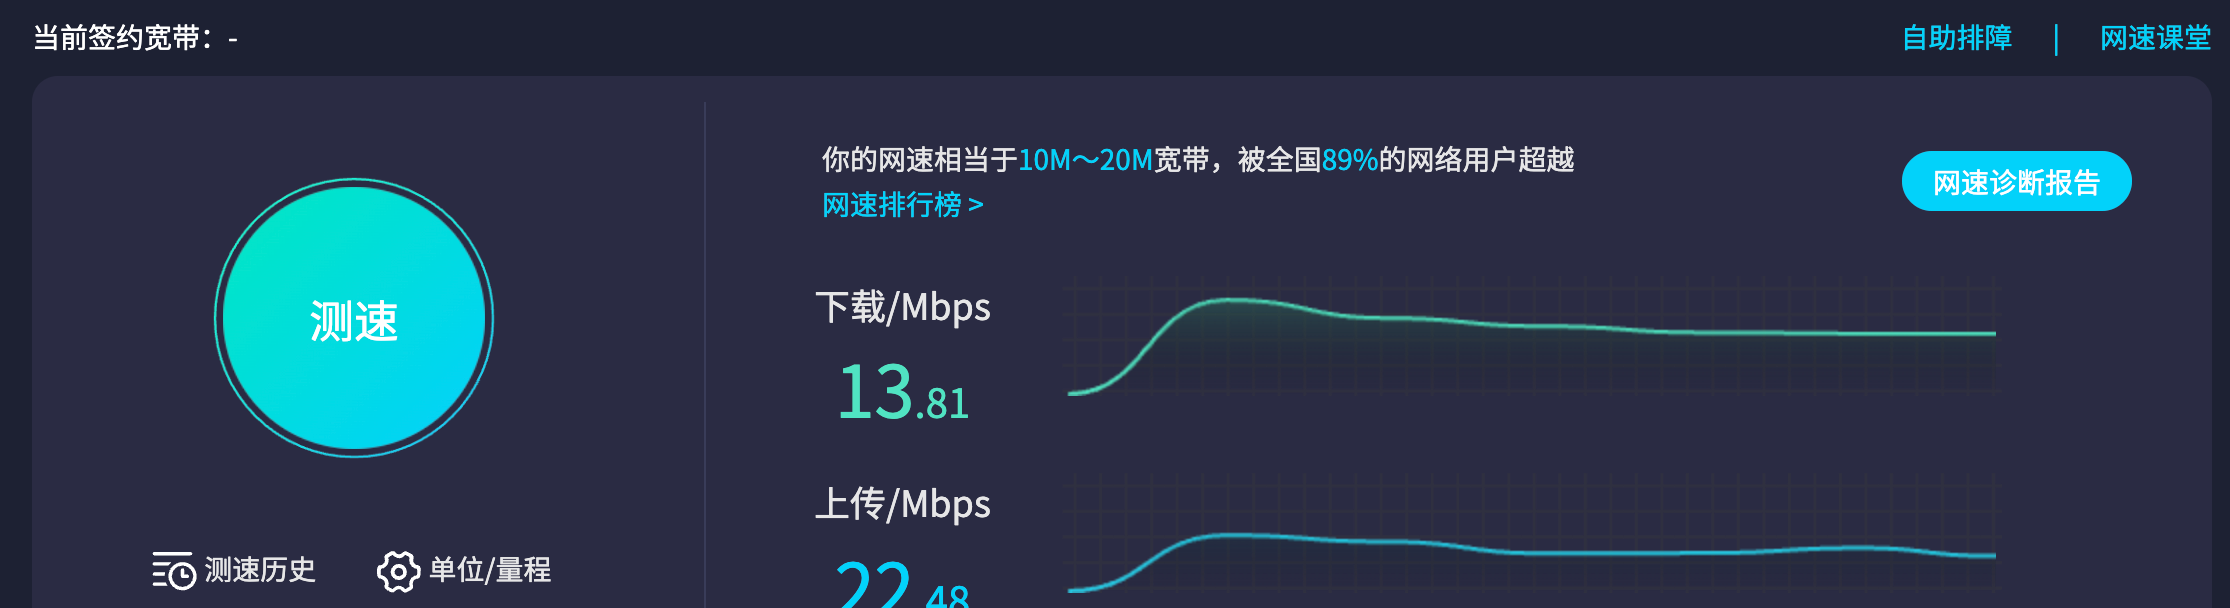 当前签约宽带：-
自助排障 | 网速课堂
测速
测速历史
单位/量程
你的网速相当于10M～20M宽带，被全国89%的网络用户超越
网速排行榜 >
网速诊断报告
下载/Mbps
13.81
上传/Mbps
22.48